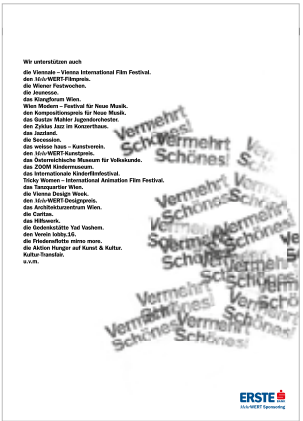 Wir unterstützen auch
die Viennale – Vienna International Film Festival.
den MehrWERT-Filmpreis.
die Wiener Festwochen.
die Jeunesse.
das Klangforum Wien.
Wien Modern – Festival für Neue Musik.
den Kompositionspreis für Neue Musik.
das Gustav Mahler Jugendorchester.
den Zyklus Jazz im Konzerthaus.
das Jazzland.
die Secession.
das weisse haus – Kunstverein.
den MehrWERT-Kunstpreis.
das Österreichische Museum für Volkskunde.
das ZOOM Kindermuseum.
das Internationale Kinderfilmfestival.
Tricky Women – International Animation Film Festival.
das Tanzquartier Wien.
die Vienna Design Week.
den MehrWERT-Designpreis.
das Architekturzentrum Wien.
die Caritas.
das Hilfswerk.
die Gedenkstätte Yad Vashem.
den Verein lobby.16.
die Friedensflotte mirno more.
die Aktion Hunger auf Kunst & Kultur.
Kultur-Transfair.
u.v.m.
Vermehrt
Schönes!
Vermehrt
Schönes!
Vermehrt
Schönes!
Vermehrt
Schönes!
Vermehrt
Schönes!
ERSTE
BANK
MehrWERT Sponsoring